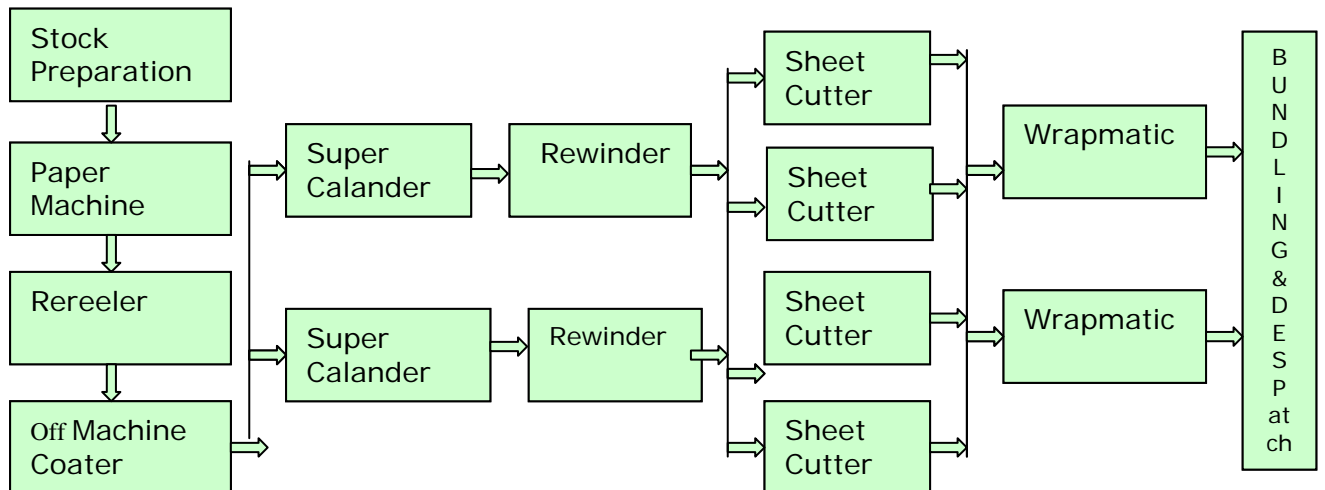 Stock
Preparation
Paper
Machine
Rereeler
Off Machine
Coater
Super
Calander
Rewinder
Super
Calander
Rewinder
Sheet
Cutter
Sheet
Cutter
Sheet
Cutter
Sheet
Cutter
Wrapmatic
Wrapmatic
B
U
N
D
L
I
N
G
&
D
E
S
P
at
ch